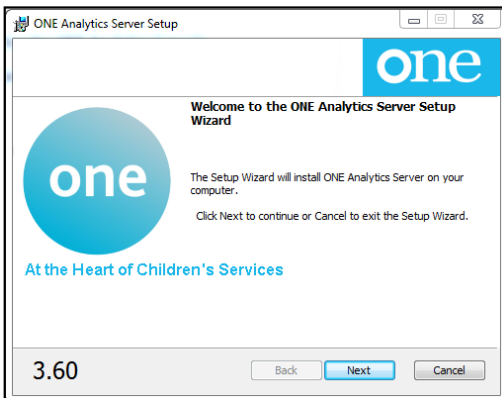 ONE Analytics Server Setup
one
Welcome to the ONE Analytics Server Setup
Wizard
one
The Setup Wizard will install ONE Analytics Server on your
computer.
Click Next to continue or Cancel to exit the Setup Wizard.
At the Heart of Children's Services
3.60
Back Next Cancel